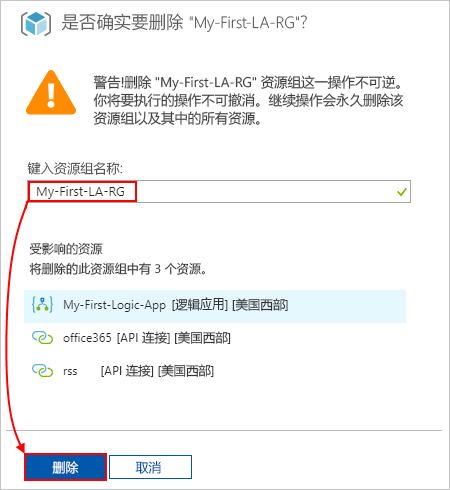 是否确实要删除 "My-First-LA-RG"?
警告!删除 "My-First-LA-RG" 资源组这一操作不可逆。
你将要执行的操作不可撤消。继续操作会永久删除该
资源组以及其中的所有资源。
键入资源组名称:
My-First-LA-RG
受影响的资源
将删除的此资源组中有 3 个资源。
My-First-Logic-App [逻辑应用] [美国西部]
office365 [API 连接] [美国西部]
rss [API 连接] [美国西部]
删除 取消